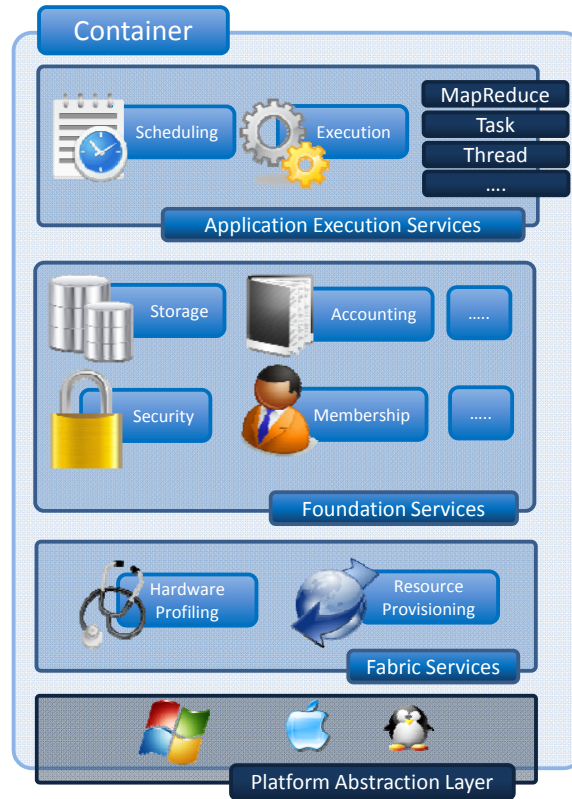 Container
Scheduling
Execution
MapReduce
Task
Thread
....
Application Execution Services
Storage
Accounting
.....
Security
Membership
.....
Foundation Services
Hardware
Profiling
Resource
Provisioning
Fabric Services
Platform Abstraction Layer